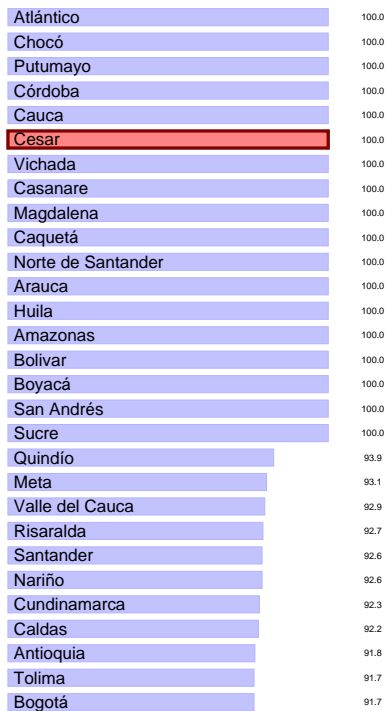 Atlántico 100.0
Chocó 100.0
Putumayo 100.0
Córdoba 100.0
Cauca 100.0
Cesar 100.0
Vichada 100.0
Casanare 100.0
Magdalena 100.0
Caquetá 100.0
Norte de Santander 100.0
Arauca 100.0
Huila 100.0
Amazonas 100.0
Bolivar 100.0
Boyacá 100.0
San Andrés 100.0
Sucre 100.0
Quindío 93.9
Meta 93.1
Valle del Cauca 92.9
Risaralda 92.7
Santander 92.6
Nariño 92.6
Cundinamarca 92.3
Caldas 92.2
Antioquia 91.8
Tolima 91.7
Bogotá 91.7